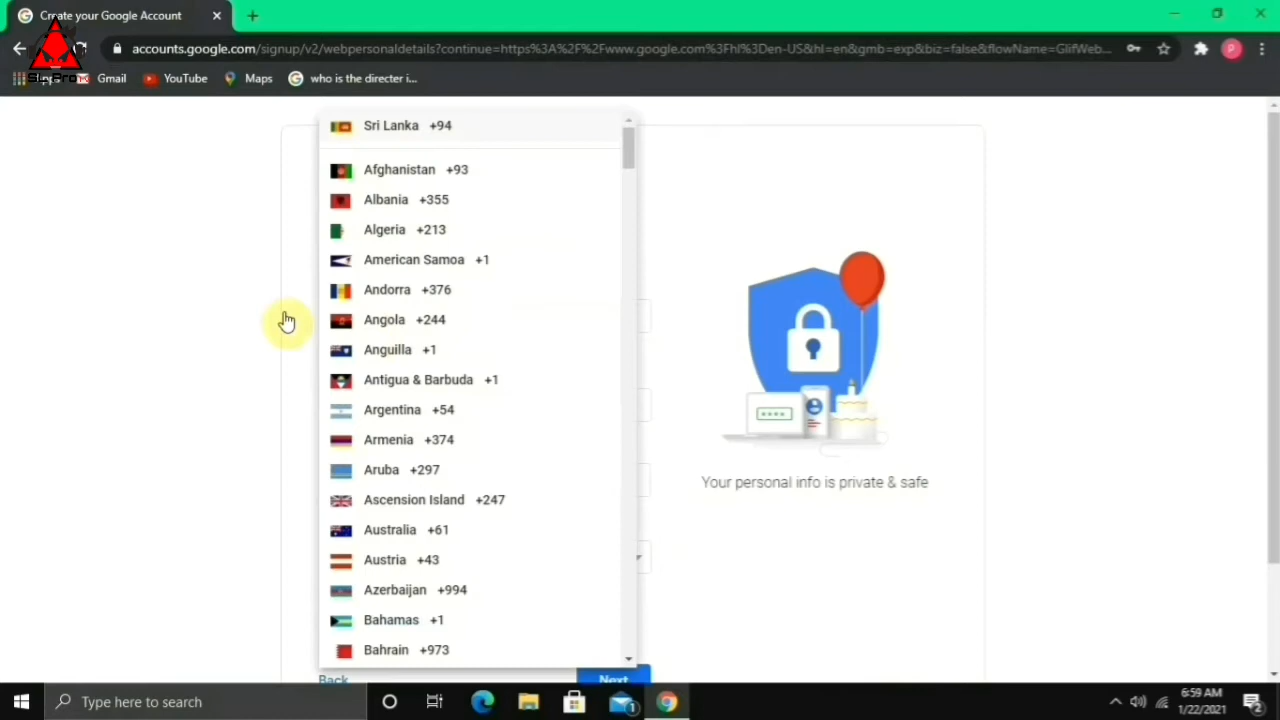 Create your Google Account
accounts.google.com/signup/v2/webpersonaldetails?continue=https%3A%2F%2Fwww.google.com%3Fhl%3Den-US&hl=en&gmb=exp&biz=false&flowName=GlifWeb...
Gmail YouTube Maps who is the directer i...
Sri Lanka +94
Afghanistan +93
Albania +355
Algeria +213
American Samoa +1
Andorra +376
Angola +244
Anguilla +1
Antigua & Barbuda +1
Argentina +54
Armenia +374
Aruba +297
Ascension Island +247
Australia +61
Austria +43
Azerbaijan +994
Bahamas +1
Bahrain +973
Your personal info is private & safe
Back Next
Type here to search
1
6:59 AM
1/22/2021
2